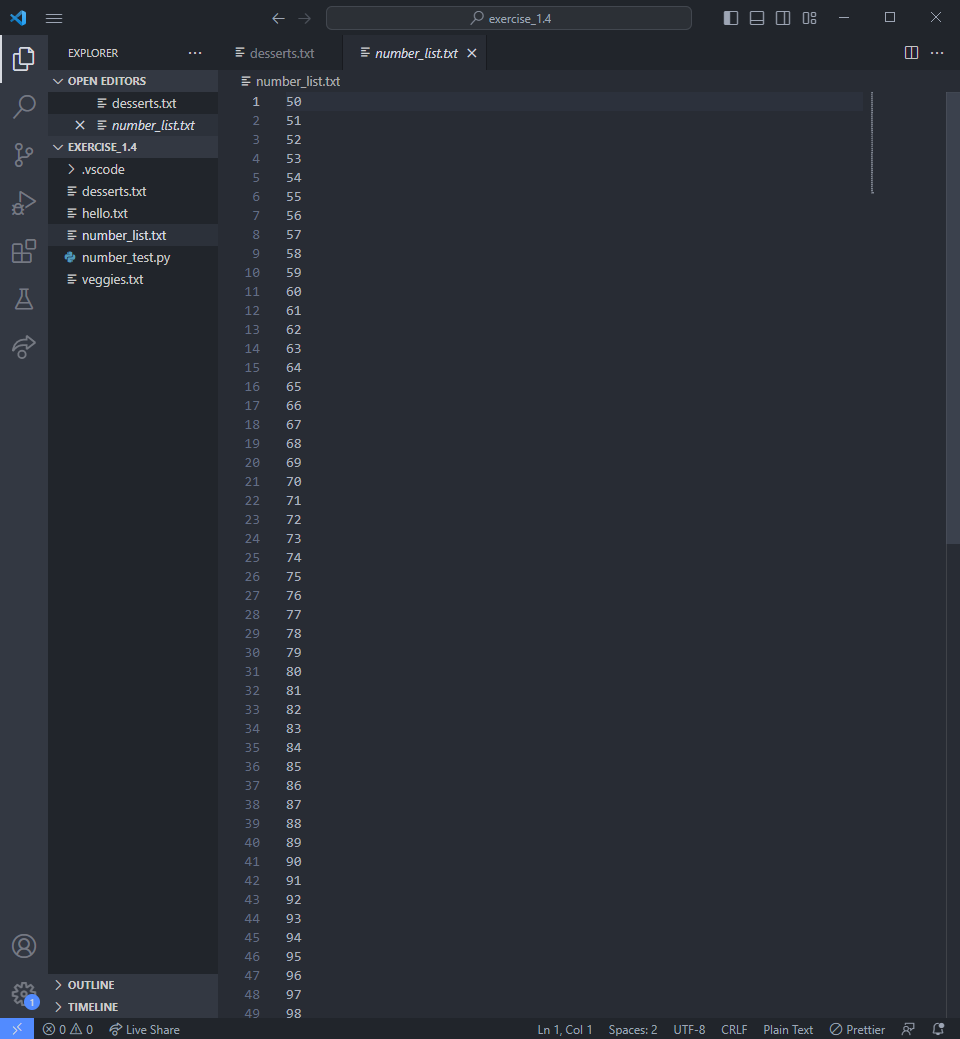 exercise_1.4
EXPLORER
OPEN EDITORS
desserts.txt
number_list.txt
EXERCISE_1.4
.vscode
desserts.txt
hello.txt
number_list.txt
number_test.py
veggies.txt
OUTLINE
TIMELINE
desserts.txt number_list.txt
number_list.txt
1 50
2 51
3 52
4 53
5 54
6 55
7 56
8 57
9 58
10 59
11 60
12 61
13 62
14 63
15 64
16 65
17 66
18 67
19 68
20 69
21 70
22 71
23 72
24 73
25 74
26 75
27 76
28 77
29 78
30 79
31 80
32 81
33 82
34 83
35 84
36 85
37 86
38 87
39 88
40 89
41 90
42 91
43 92
44 93
45 94
46 95
47 96
48 97
49 98
1
0 0 Live Share Ln 1, Col 1 Spaces: 2 UTF-8 CRLF Plain Text Prettier